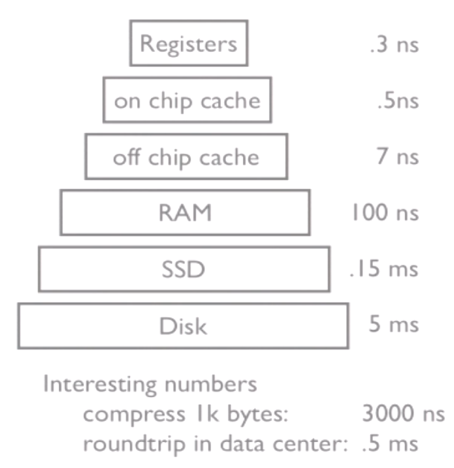 Registers .3 ns
on chip cache .5ns
off chip cache 7 ns
RAM 100 ns
SSD .15 ms
Disk 5 ms
Interesting numbers
compress 1k bytes: 3000 ns
roundtrip in data center: .5 ms